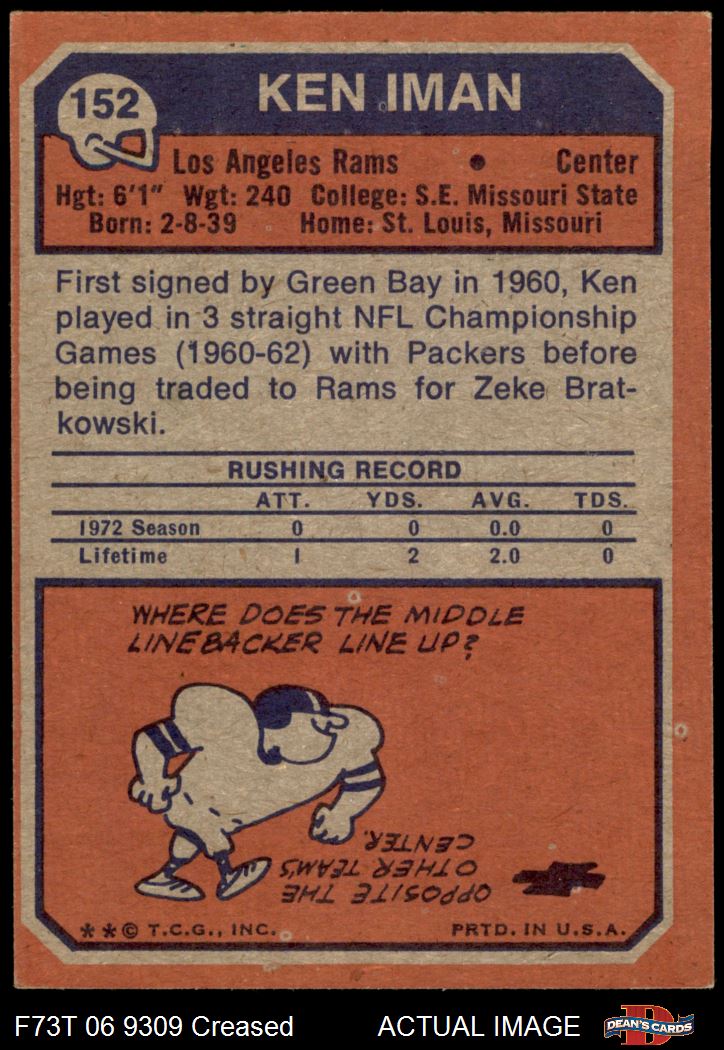 152
KEN IMAN
Los Angeles Rams • Center
Hgt: 6'1" Wgt: 240 College: S.E. Missouri State
Born: 2-8-39 Home: St. Louis, Missouri
First signed by Green Bay in 1960, Ken
played in 3 straight NFL Championship
Games (1960-62) with Packers before
being traded to Rams for Zeke Brat-
kowski.
RUSHING RECORD
ATT. YDS. AVG. TDS.
1972 Season 0 0 0.0 0
Lifetime 1 2 2.0 0
WHERE DOES THE MIDDLE
LINEBACKER LINE UP?
OPPOSITE THE
OTHER TEAM'S
CENTER.
**© T.C.G., INC. PRTD. IN U.S.A.
F73T 06 9309 Creased ACTUAL IMAGE
D
DEAN'S CARDS